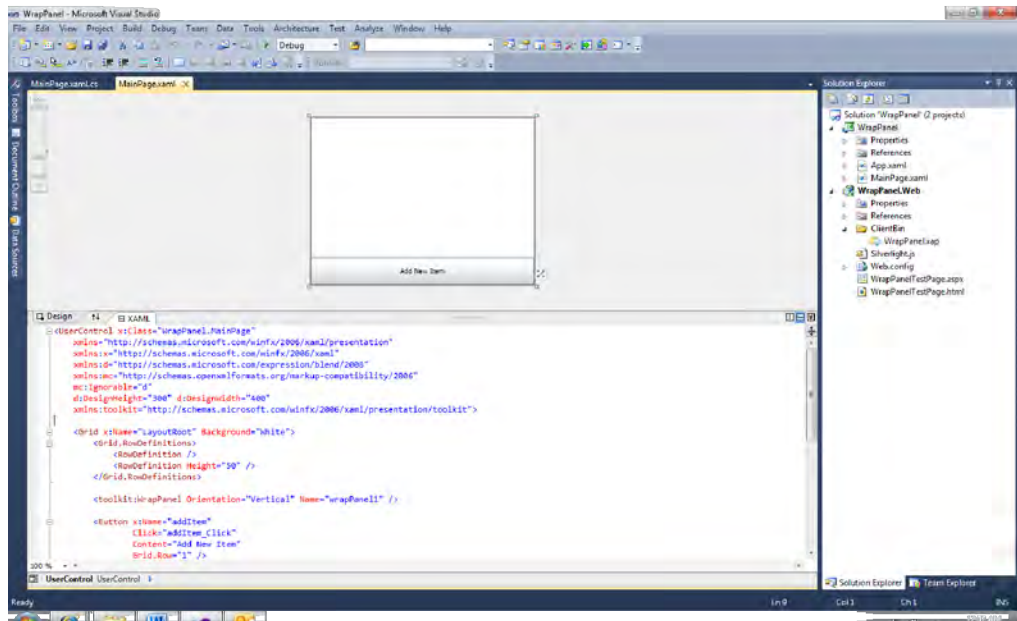 WrapPanel - Microsoft Visual Studio
File Edit View Project Build Debug Team Data Tools Architecture Test Analyze Window Help
Debug
MainPage.xaml.cs MainPage.xaml X
Toolbox
Document Outline
Data Sources
Add New Item
Design XAML
<UserControl x:Class="WrapPanel.MainPage"
xmlns="http://schemas.microsoft.com/winfx/2006/xaml/presentation"
xmlns:x="http://schemas.microsoft.com/winfx/2006/xaml"
xmlns:d="http://schemas.microsoft.com/expression/blend/2008"
xmlns:mc="http://schemas.openxmlformats.org/markup-compatibility/2006"
mc:Ignorable="d"
d:DesignHeight="300" d:DesignWidth="400"
xmlns:toolkit="http://schemas.microsoft.com/winfx/2006/xaml/presentation/toolkit">
<Grid x:Name="LayoutRoot" Background="White">
<Grid.RowDefinitions>
<RowDefinition />
<RowDefinition Height="50" />
</Grid.RowDefinitions>
<toolkit:WrapPanel Orientation="Vertical" Name="wrapPanel1" />
<Button x:Name="addItem"
Click="addItem_Click"
Content="Add New Item"
Grid.Row="1" />
100 %
UserControl UserControl
Solution Explorer
Solution 'WrapPanel' (2 projects)
WrapPanel
Properties
References
App.xaml
MainPage.xaml
WrapPanel.Web
Properties
References
ClientBin
WrapPanel.xap
Silverlight.js
Web.config
WrapPanelTestPage.aspx
WrapPanelTestPage.html
Solution Explorer Team Explorer
Ready Ln 9 Col 1 Ch 1 INS